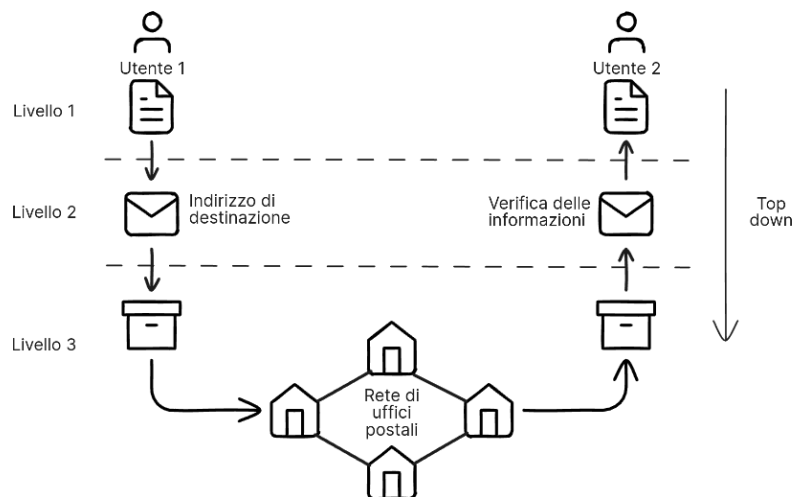 Utente 1
Utente 2
Livello 1
Livello 2
Indirizzo di
destinazione
Verifica delle
informazioni
Top
down
Livello 3
Rete di
uffici
postali